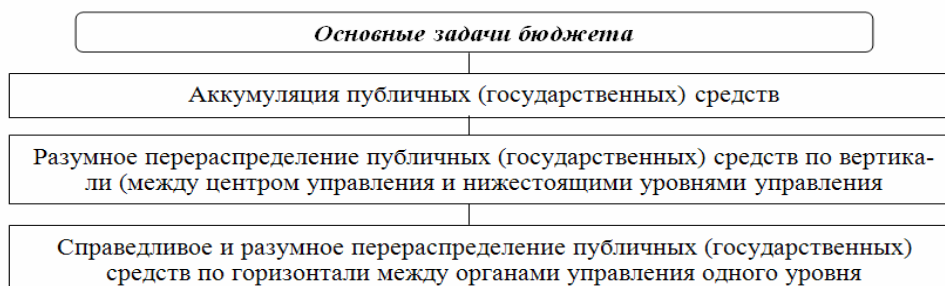 Основные задачи бюджета
Аккумуляция публичных (государственных) средств
Разумное перераспределение публичных (государственных) средств по вертика-
ли (между центром управления и нижестоящими уровнями управления
Справедливое и разумное перераспределение публичных (государственных)
средств по горизонтали между органами управления одного уровня